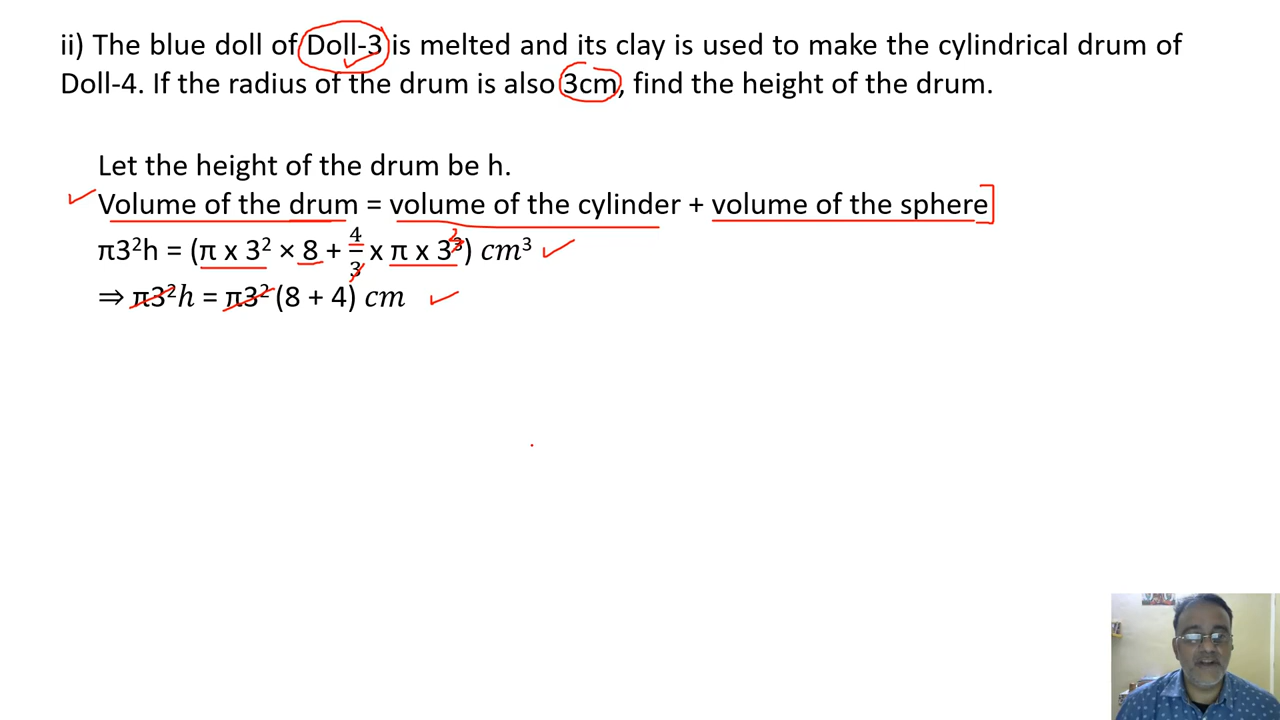 ii) The blue doll of Doll-3 is melted and its clay is used to make the cylindrical drum of
Doll-4. If the radius of the drum is also 3cm, find the height of the drum.
Let the height of the drum be h.
Volume of the drum = volume of the cylinder + volume of the sphere
π3²h = (π x 3² × 8 + 4/3 x π x 3³) cm³
⇒ π3²h = π3² (8 + 4) cm